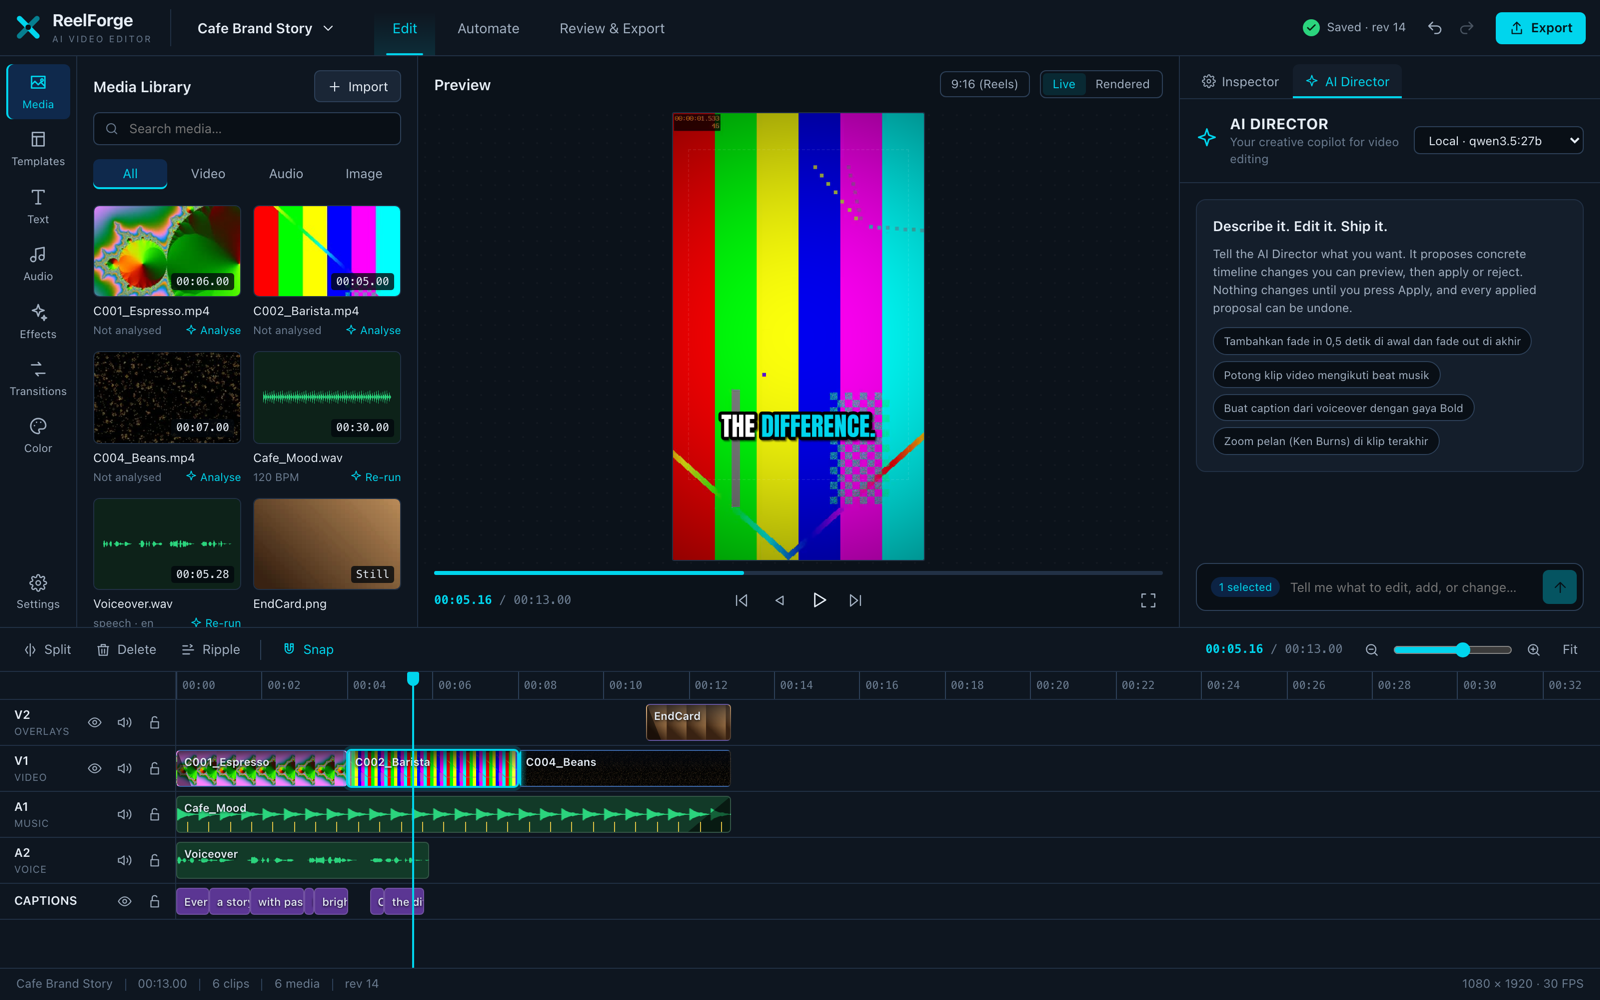 ReelForge
AI VIDEO EDITOR
Cafe Brand Story
Edit
Automate
Review & Export
Saved · rev 14
Export
Media
Templates
Text
Audio
Effects
Transitions
Color
Settings
Media Library
+ Import
Search media...
All
Video
Audio
Image
00:06.00
00:05.00
C001_Espresso.mp4
C002_Barista.mp4
Not analysed
Analyse
Not analysed
Analyse
00:07.00
00:30.00
C004_Beans.mp4
Cafe_Mood.wav
Not analysed
Analyse
120 BPM
Re-run
00:05.28
Still
Voiceover.wav
EndCard.png
speech · en
Re-run
Preview
9:16 (Reels)
Live
Rendered
00:00:01.533
46
THE DIFFERENCE.
00:05.16 / 00:13.00
Inspector
AI Director
AI DIRECTOR
Your creative copilot for video
editing
Local · qwen3.5:27b
Describe it. Edit it. Ship it.
Tell the AI Director what you want. It proposes concrete
timeline changes you can preview, then apply or reject.
Nothing changes until you press Apply, and every applied
proposal can be undone.
Tambahkan fade in 0,5 detik di awal dan fade out di akhir
Potong klip video mengikuti beat musik
Buat caption dari voiceover dengan gaya Bold
Zoom pelan (Ken Burns) di klip terakhir
1 selected
Tell me what to edit, add, or change...
Split
Delete
Ripple
Snap
00:05.16 / 00:13.00
Fit
00:00
00:02
00:04
00:06
00:08
00:10
00:12
00:14
00:16
00:18
00:20
00:22
00:24
00:26
00:28
00:30
00:32
V2
OVERLAYS
EndCard
V1
VIDEO
C001_Espresso
C002_Barista
C004_Beans
A1
MUSIC
Cafe_Mood
A2
VOICE
Voiceover
CAPTIONS
Ever
a stor
with pas
brigh
the di
Cafe Brand Story
00:13.00
6 clips
6 media
rev 14
1080 × 1920 · 30 FPS